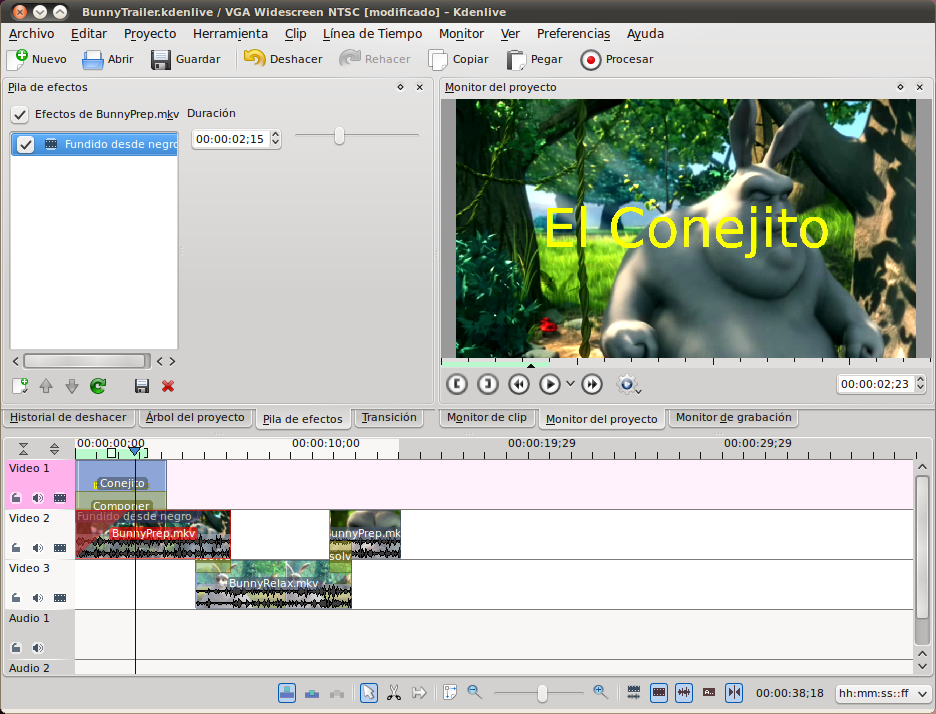 BunnyTrailer.kdenlive / VGA Widescreen NTSC [modificado] – Kdenlive
Archivo Editar Proyecto Herramienta Clip Línea de Tiempo Monitor Ver Preferencias Ayuda
Nuevo Abrir Guardar Deshacer Rehacer Copiar Pegar Procesar
Pila de efectos
Monitor del proyecto
Efectos de BunnyPrep.mkv Duración
Fundido desde negro
00:00:02;15
El Conejito
00:00:02;23
Historial de deshacer Árbol del proyecto Pila de efectos Transición
Monitor de clip Monitor del proyecto Monitor de grabación
00:00:00;00 00:00:10;00 00:00:19;29 00:00:29;29
Video 1
Conejito
Componer
Video 2
Fundido desde negro
BunnyPrep.mkv
unnyPrep.mk
solv
Video 3
BunnyRelax.mkv
Audio 1
Audio 2
00:00:38;18 hh:mm:ss::ff